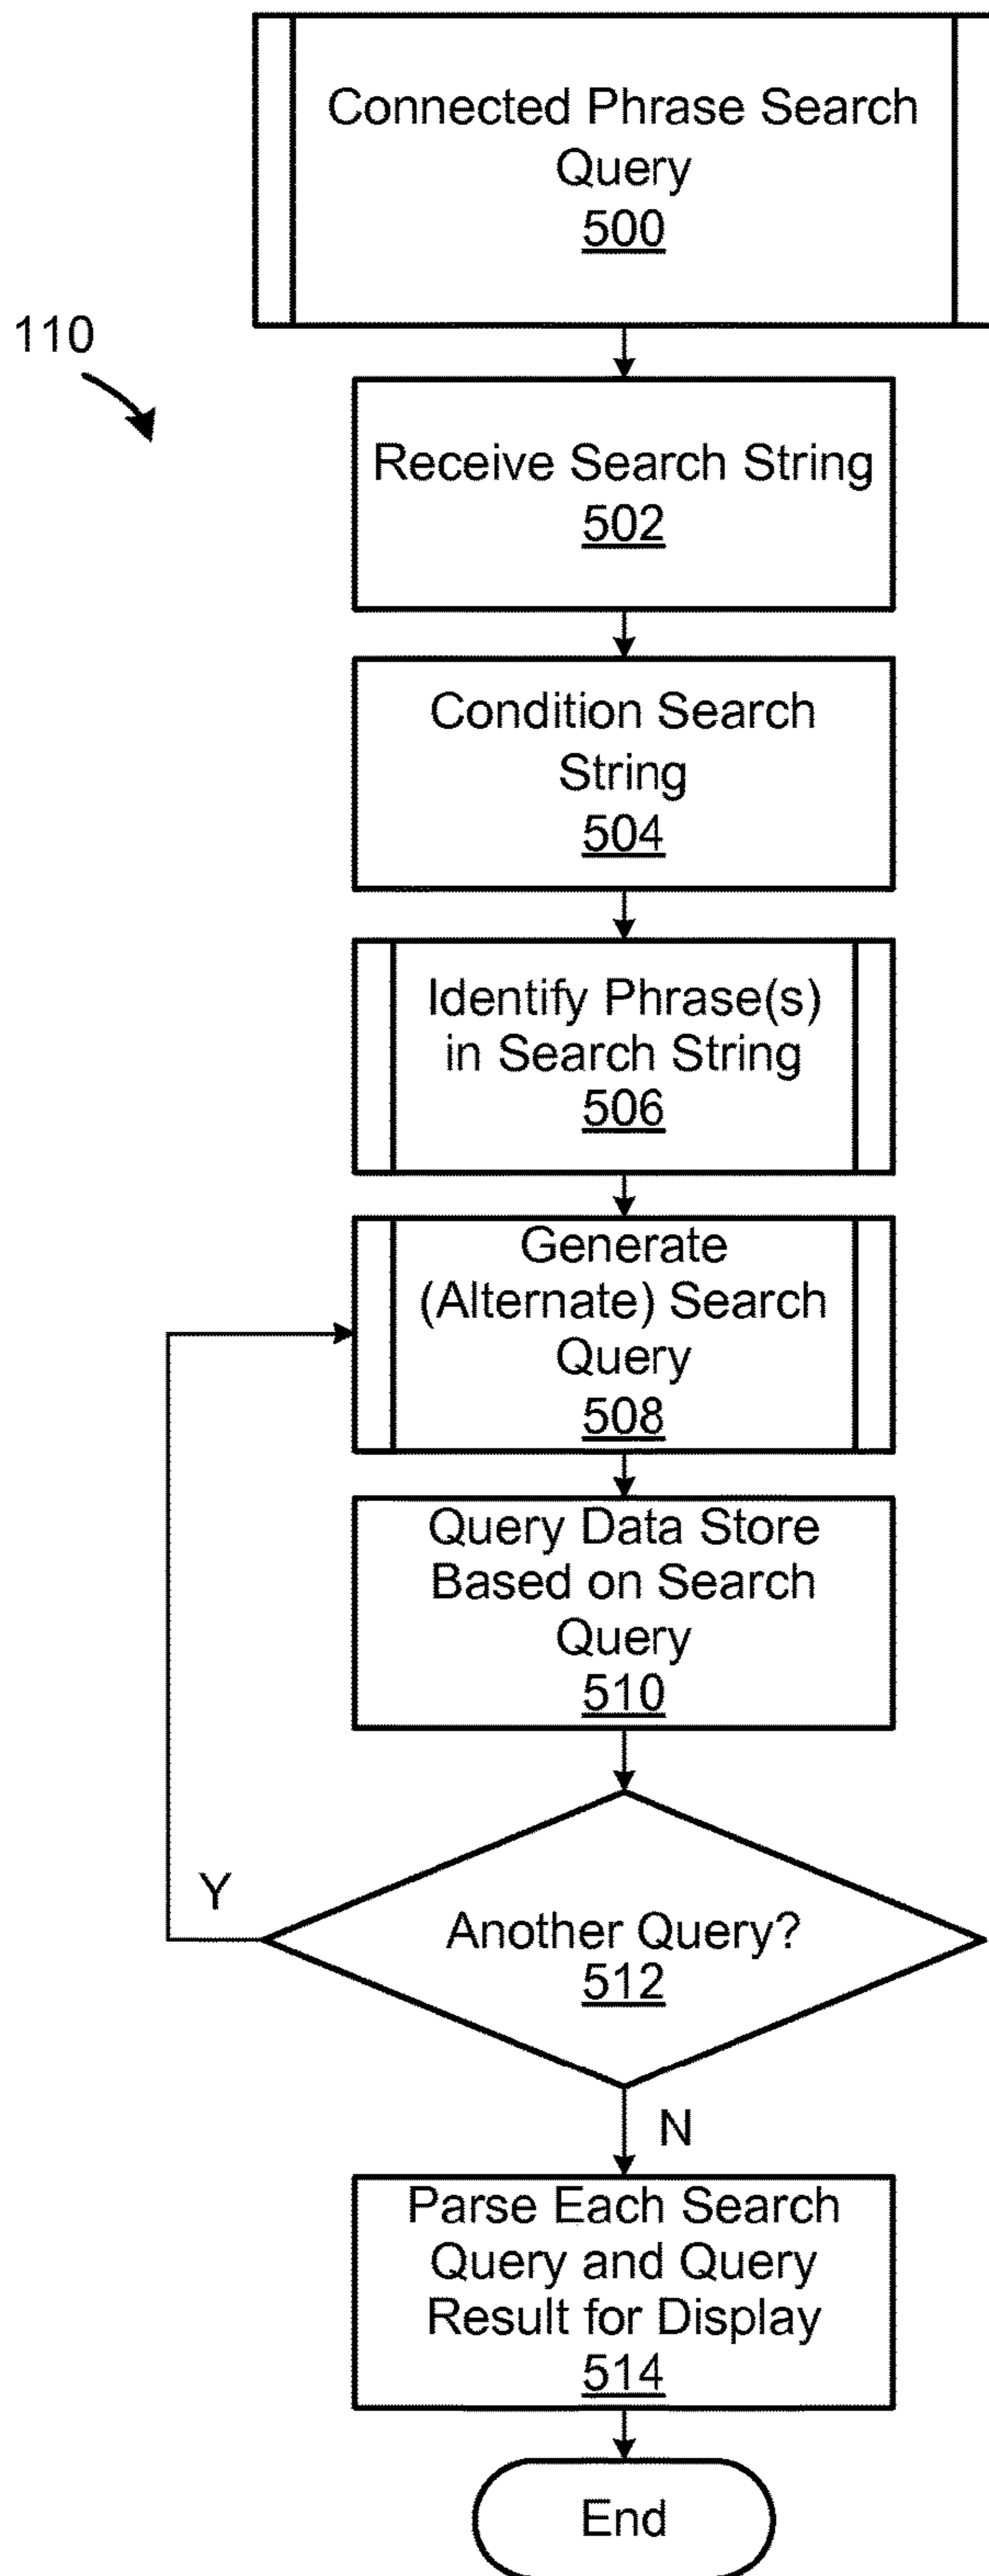 Connected Phrase Search
Query
500
110
Receive Search String
502
Condition Search
String
504
Identify Phrase(s)
in Search String
506
Generate
(Alternate) Search
Query
508
Query Data Store
Based on Search
Query
510
Y
Another Query?
512
N
Parse Each Search
Query and Query
Result for Display
514
End